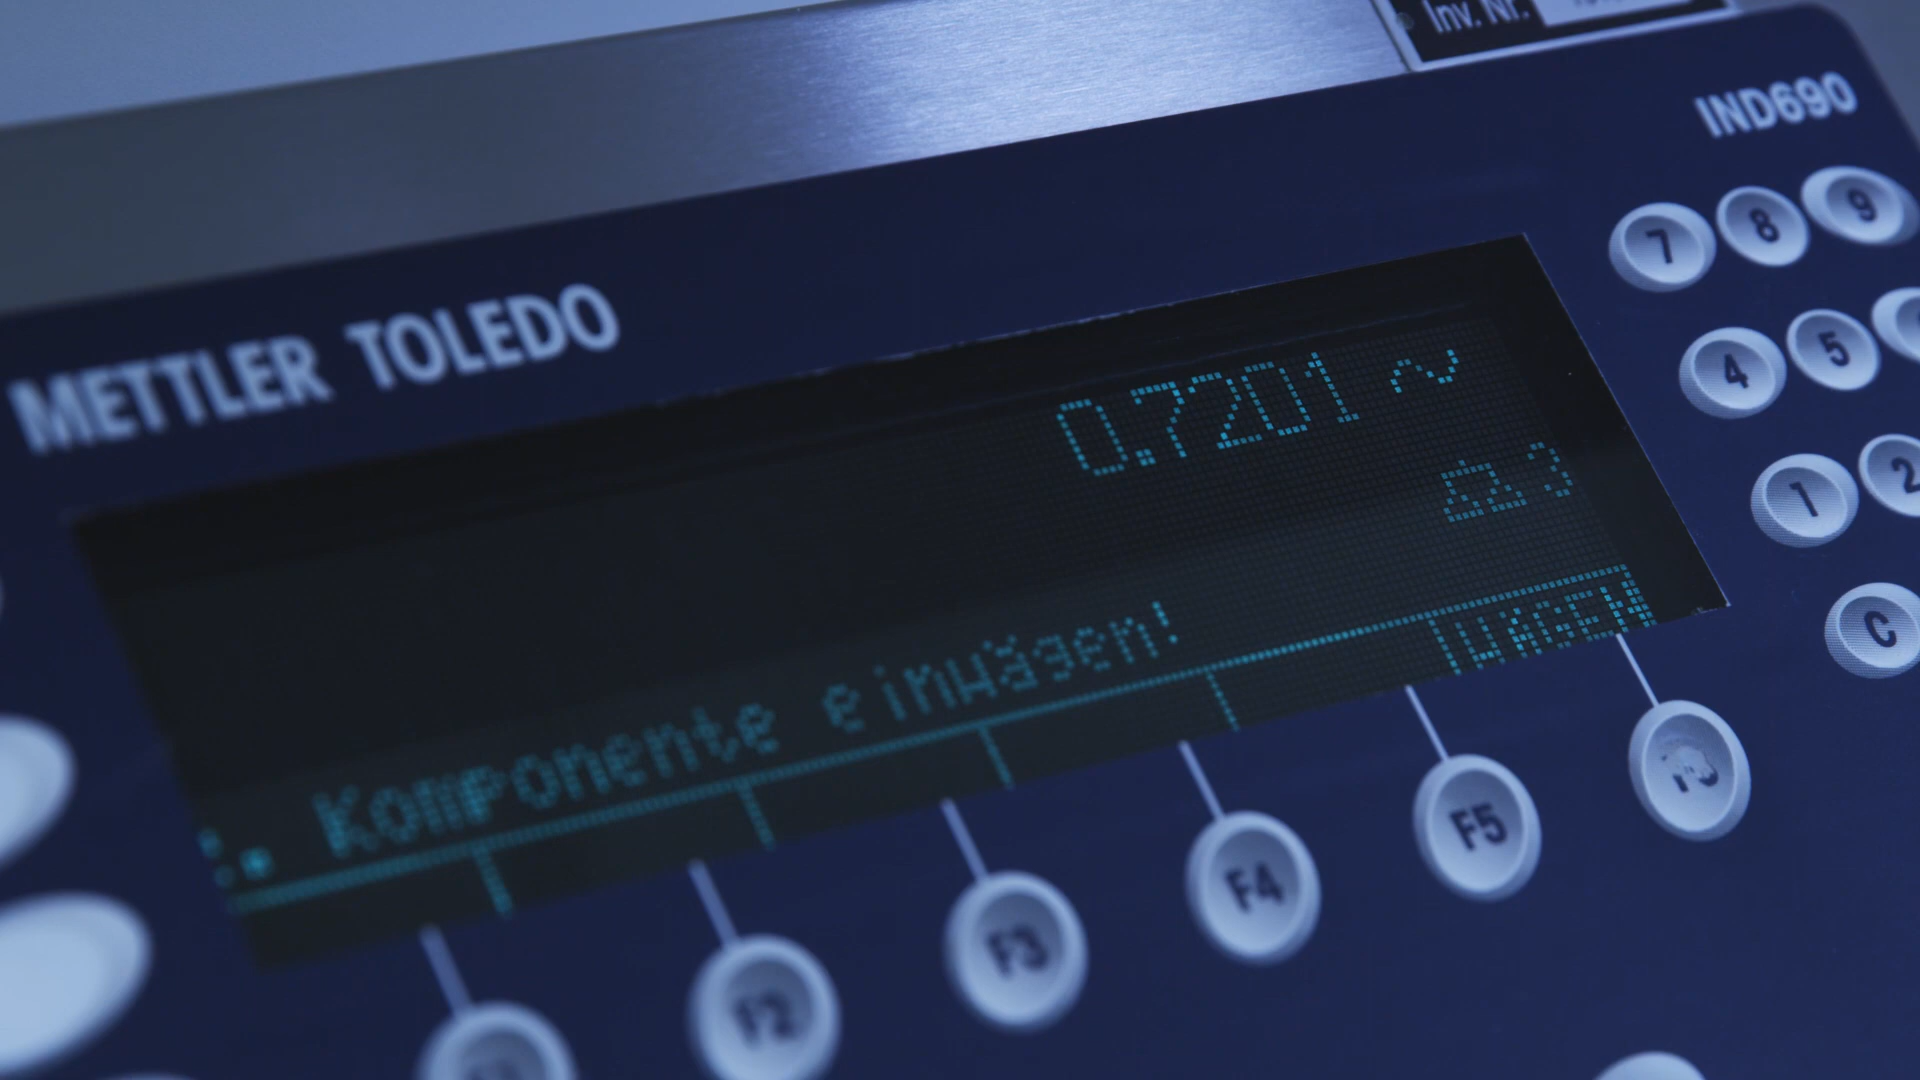 Inv. Nr.
IND690
METTLER TOLEDO
7 8 9
0.7201 ~
4 5
3
1 2
Komponente einwägen!
C
F2 F3 F4 F5